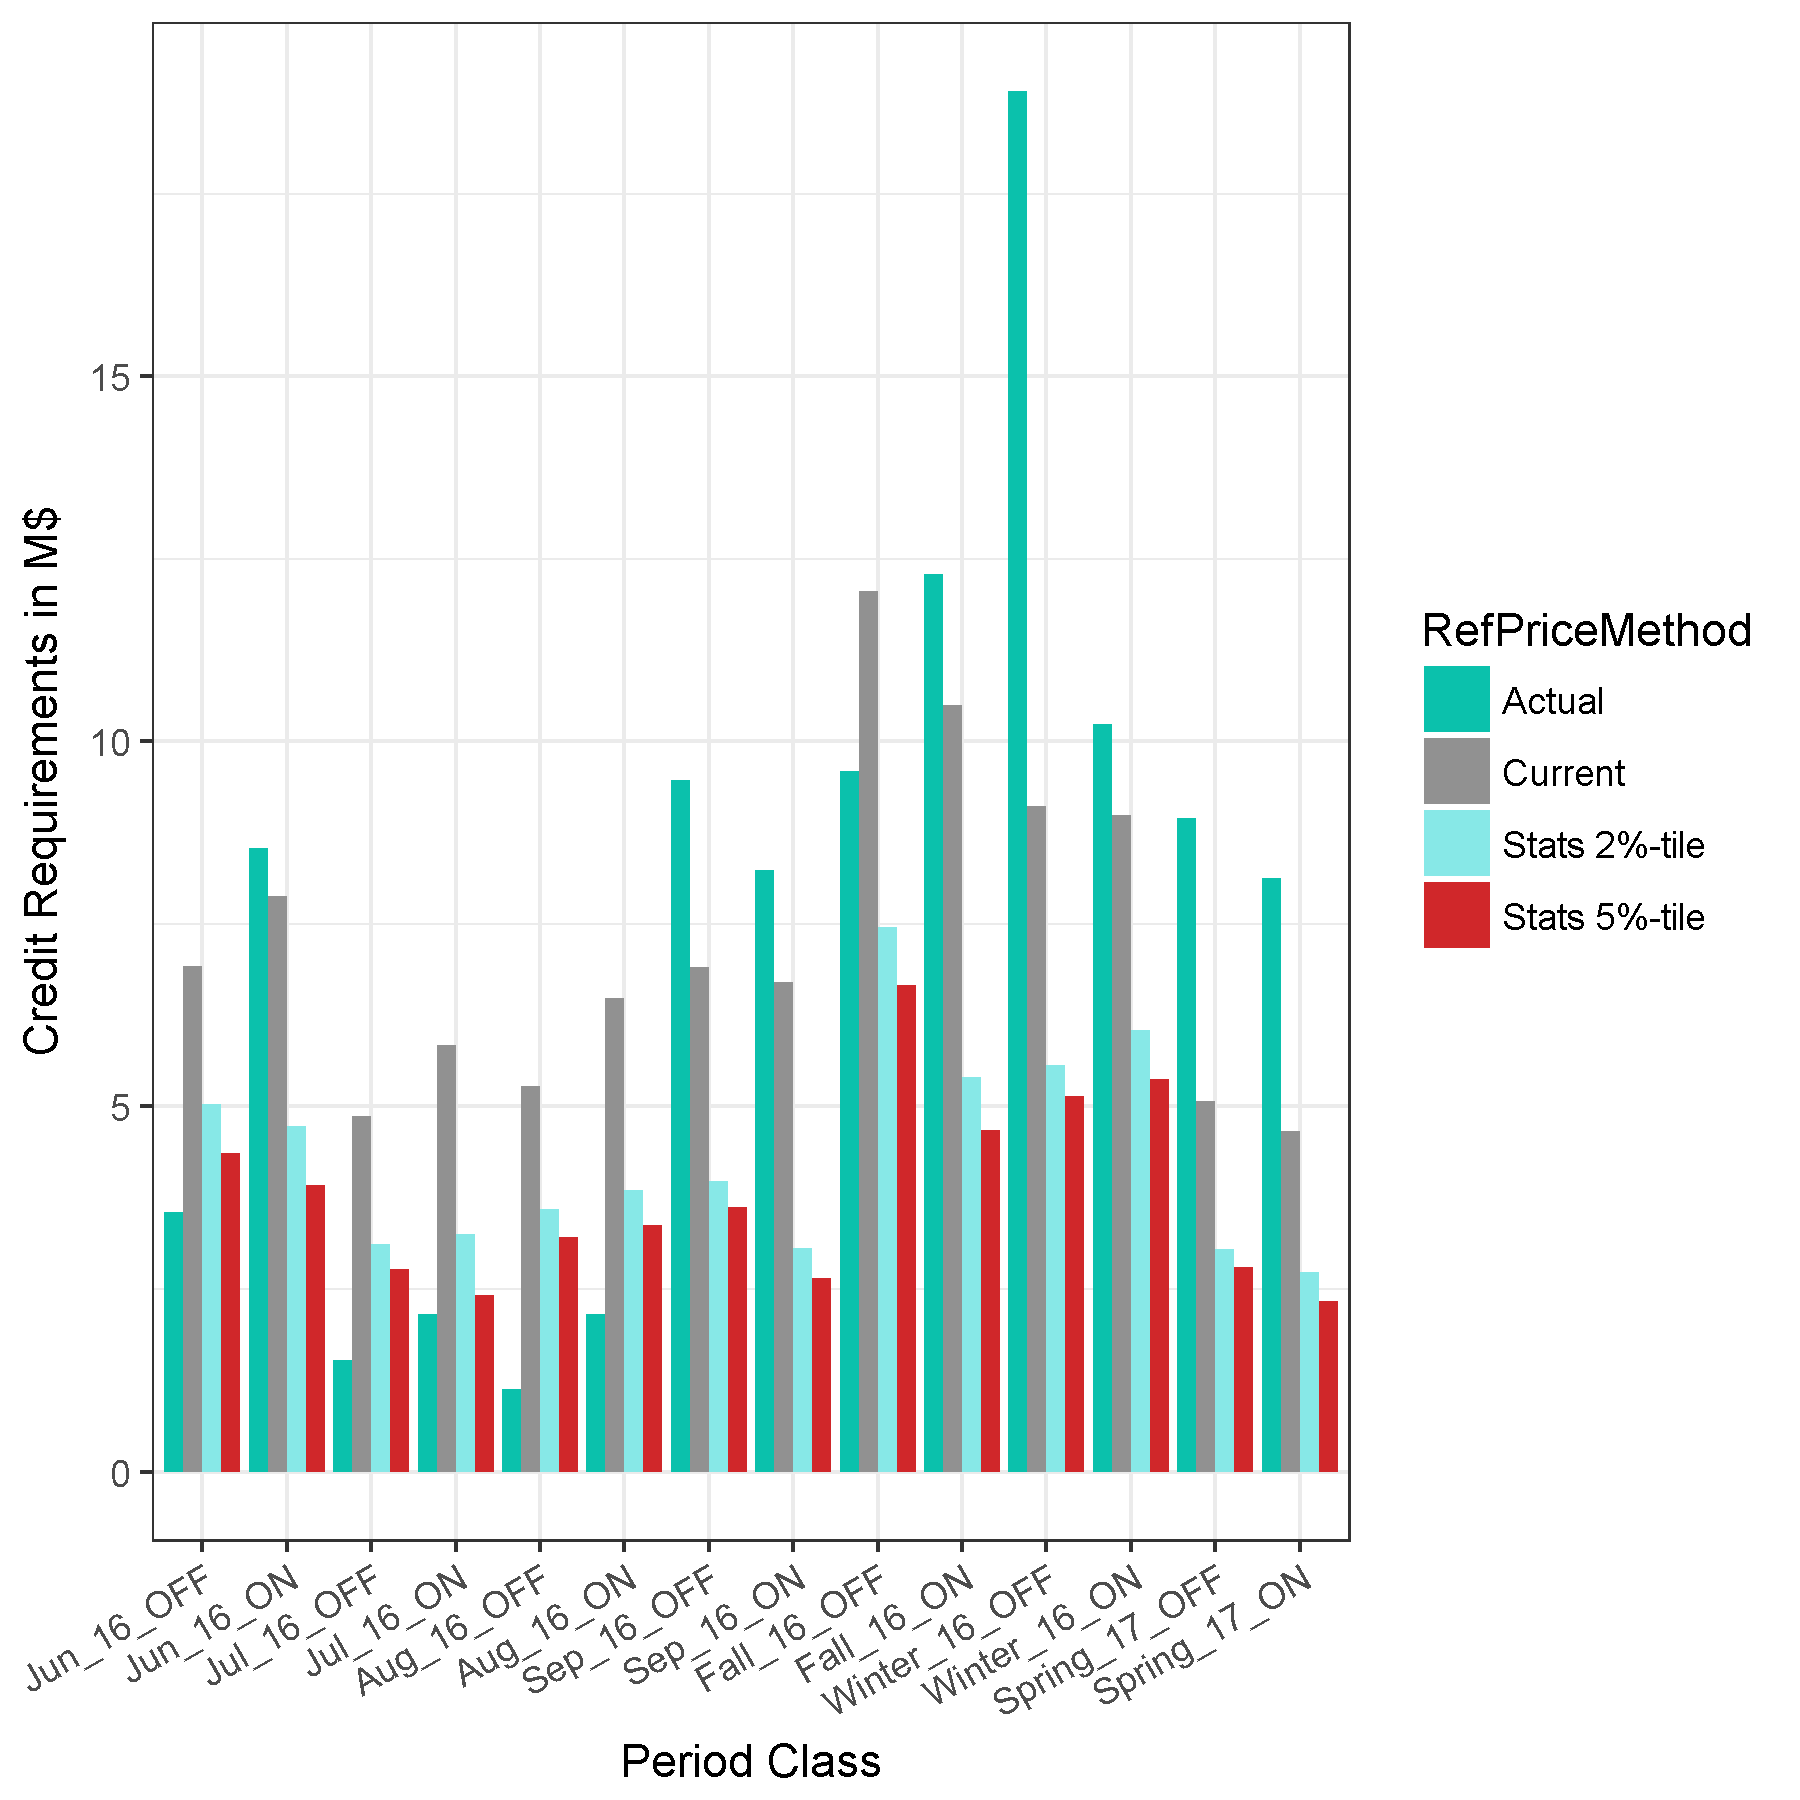 Credit Requirements in M$
15
10
5
0
Jun_16_OFF
Jun_16_ON
Jul_16_OFF
Jul_16_ON
Aug_16_OFF
Aug_16_ON
Sep_16_OFF
Sep_16_ON
Fall_16_OFF
Fall_16_ON
Winter_16_OFF
Winter_16_ON
Spring_17_OFF
Spring_17_ON
Period Class
RefPriceMethod
Actual
Current
Stats 2%-tile
Stats 5%-tile